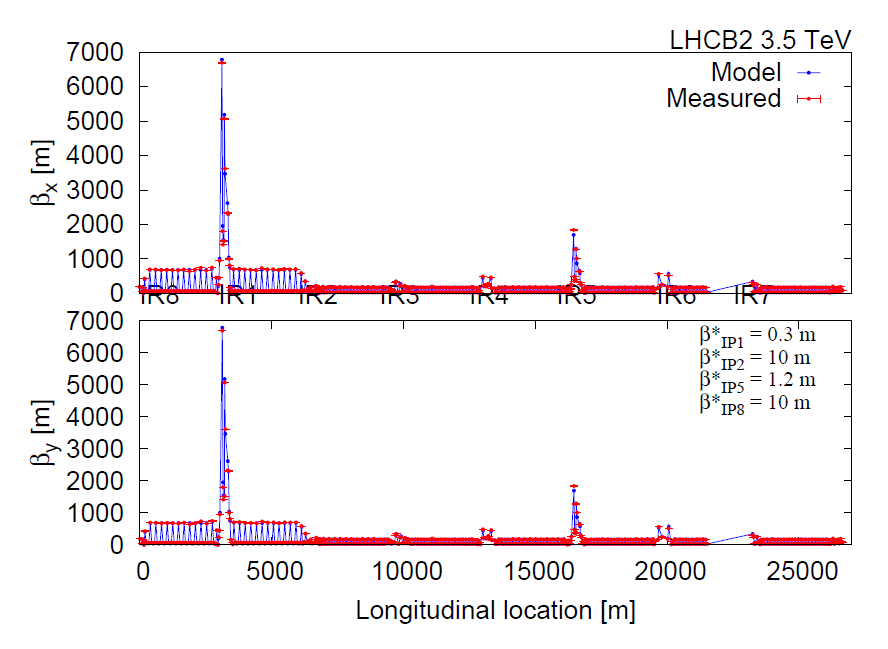 LHCB2 3.5 TeV
7000
6000
5000
4000
3000
2000
1000
0
βx [m]
Model
Measured
IR8 IR1 IR2 IR3 IR4 IR5 IR6 IR7
7000
6000
5000
4000
3000
2000
1000
0
βy [m]
β*IP1 = 0.3 m
β*IP2 = 10 m
β*IP5 = 1.2 m
β*IP8 = 10 m
0 5000 10000 15000 20000 25000
Longitudinal location [m]